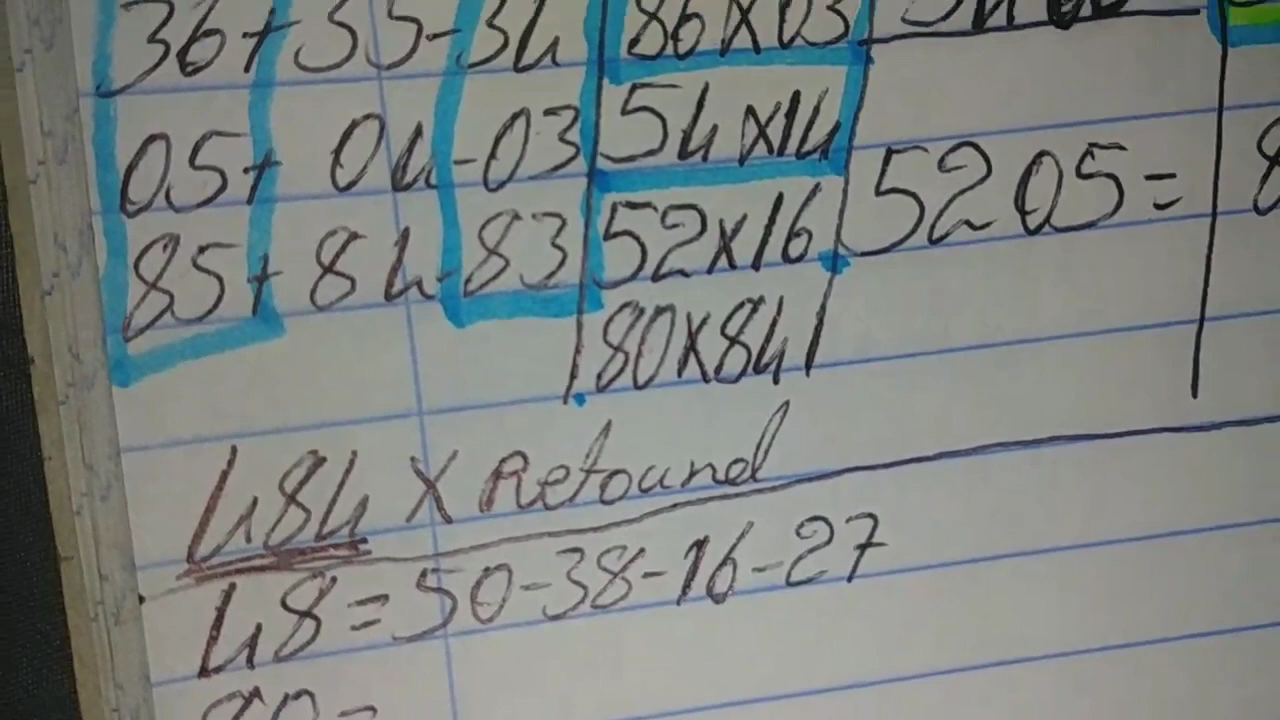 36+35-34 86x03
05+ 04-03 54x14
85+ 84-83 52x16 5205=
80x84
484 x Retound
48=50-38-16-27